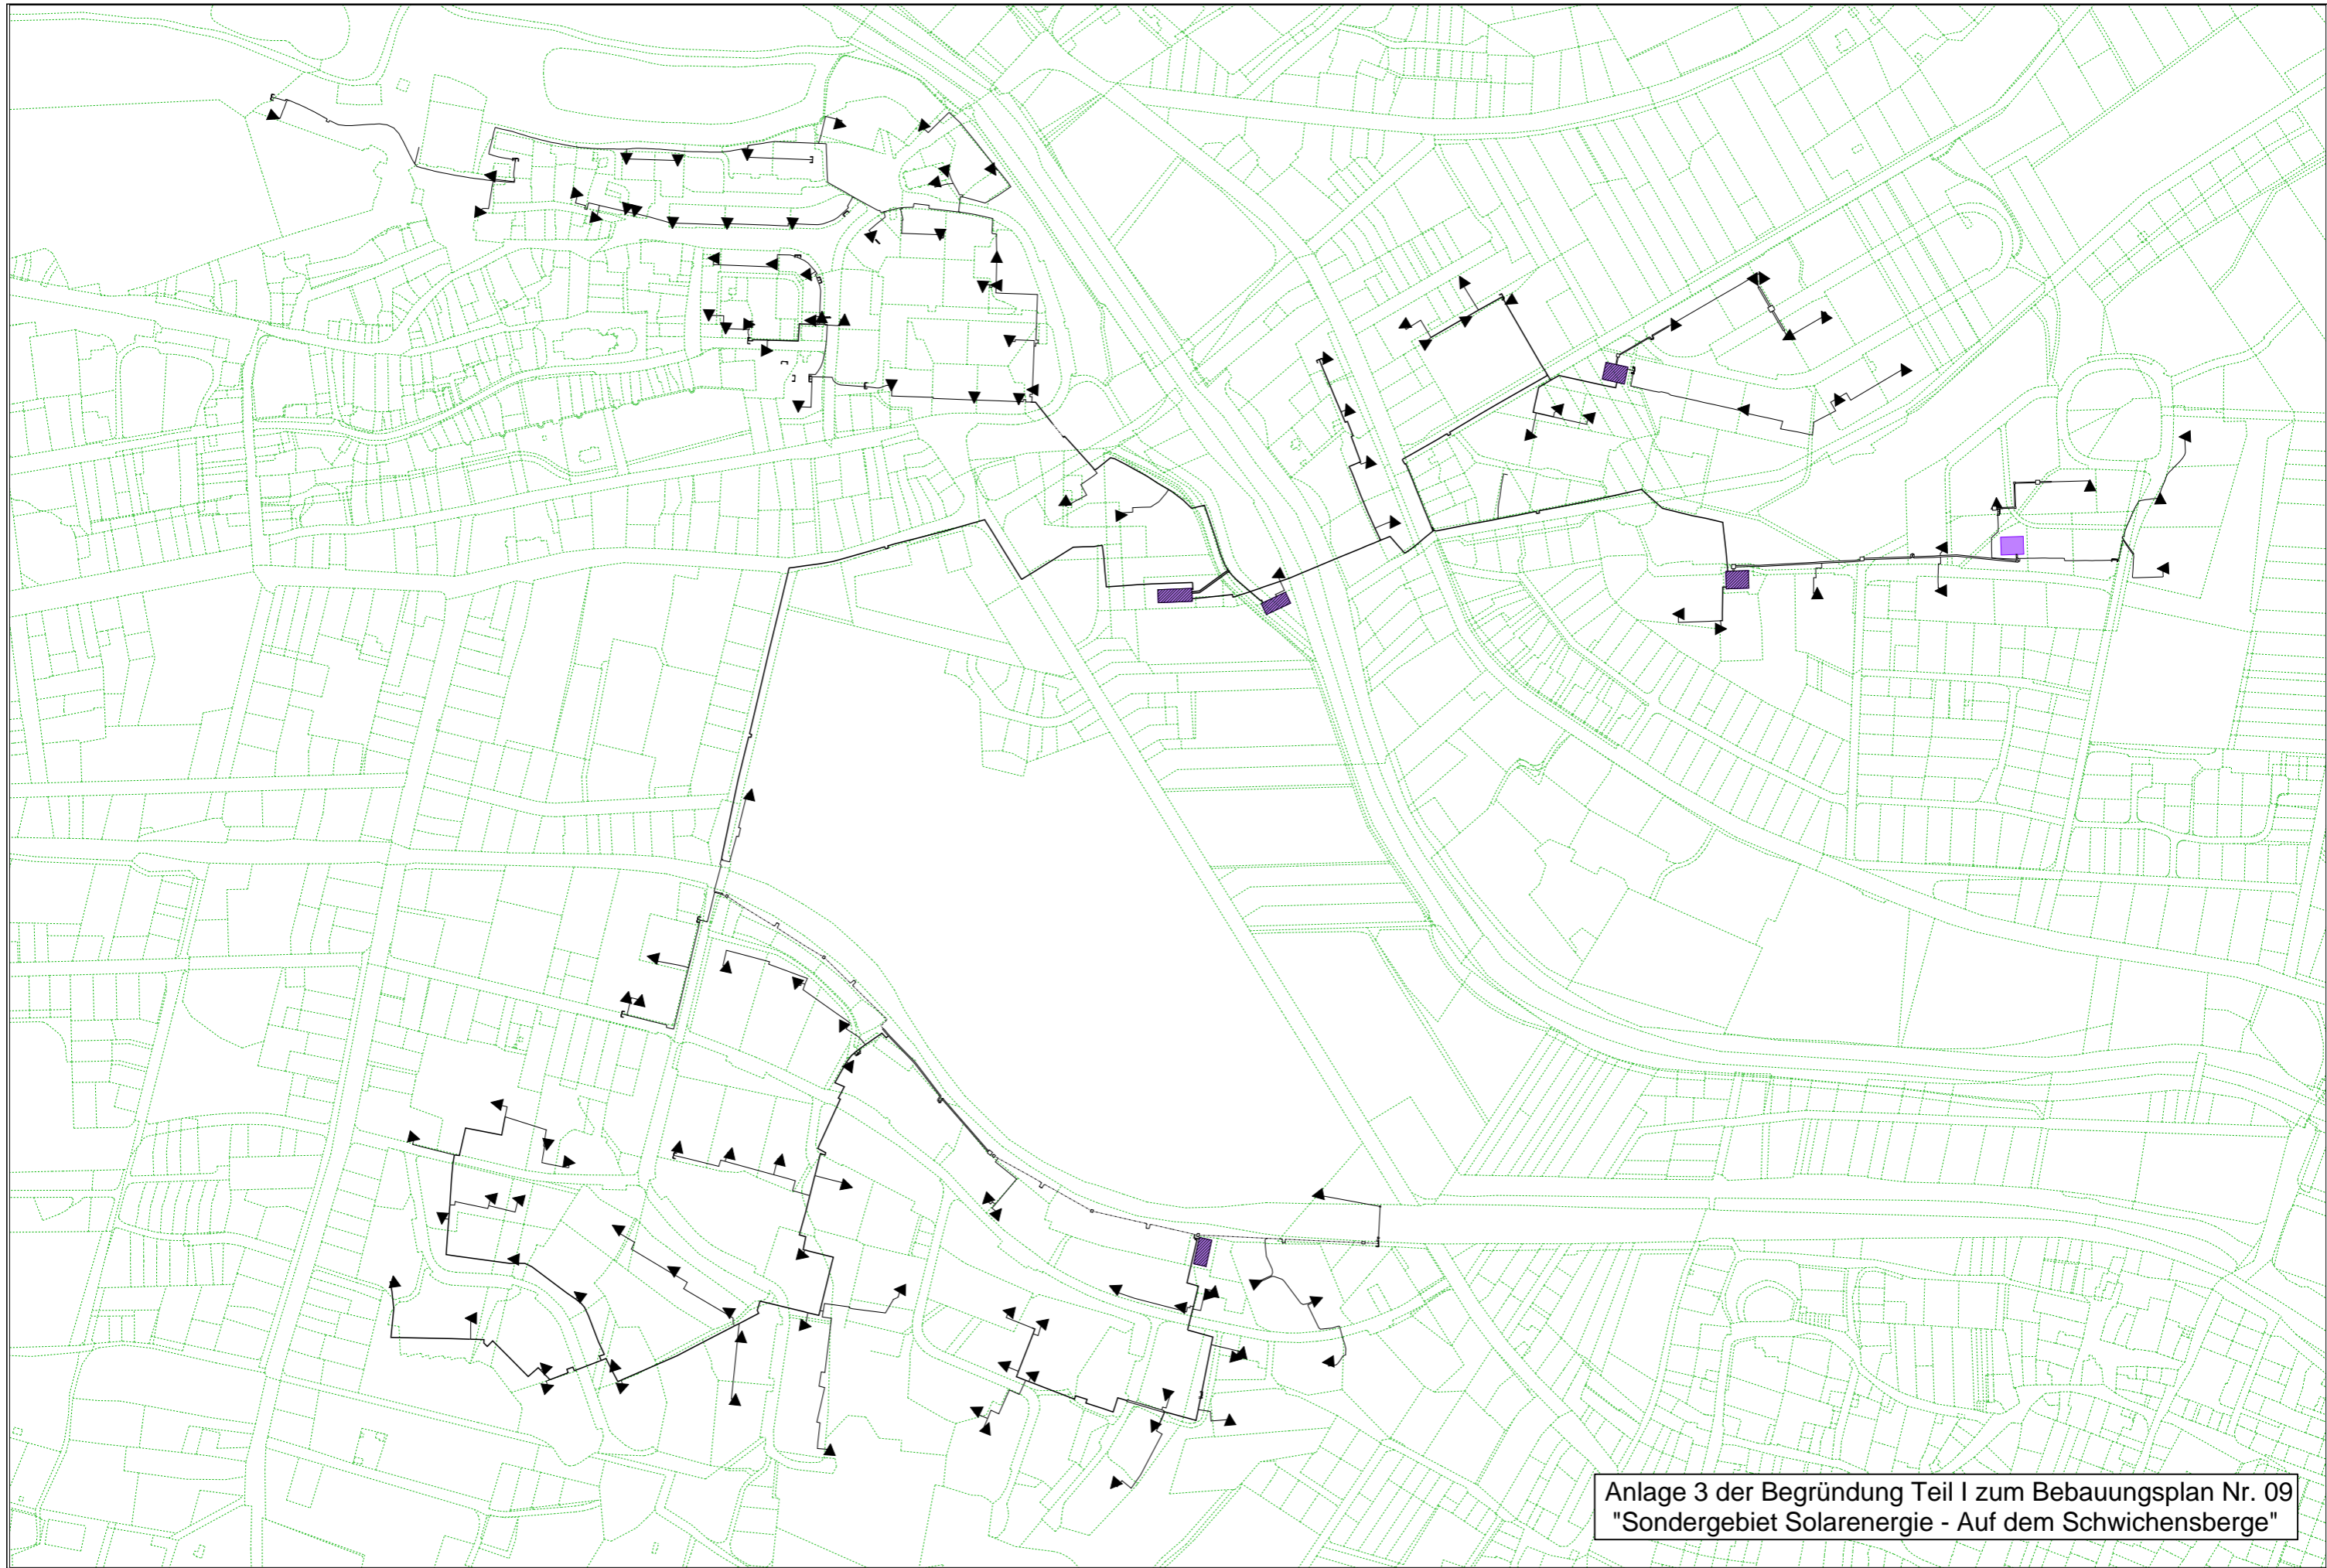 Anlage 3 der Begründung Teil I zum Bebauungsplan Nr. 09
"Sondergebiet Solarenergie - Auf dem Schwichensberge"